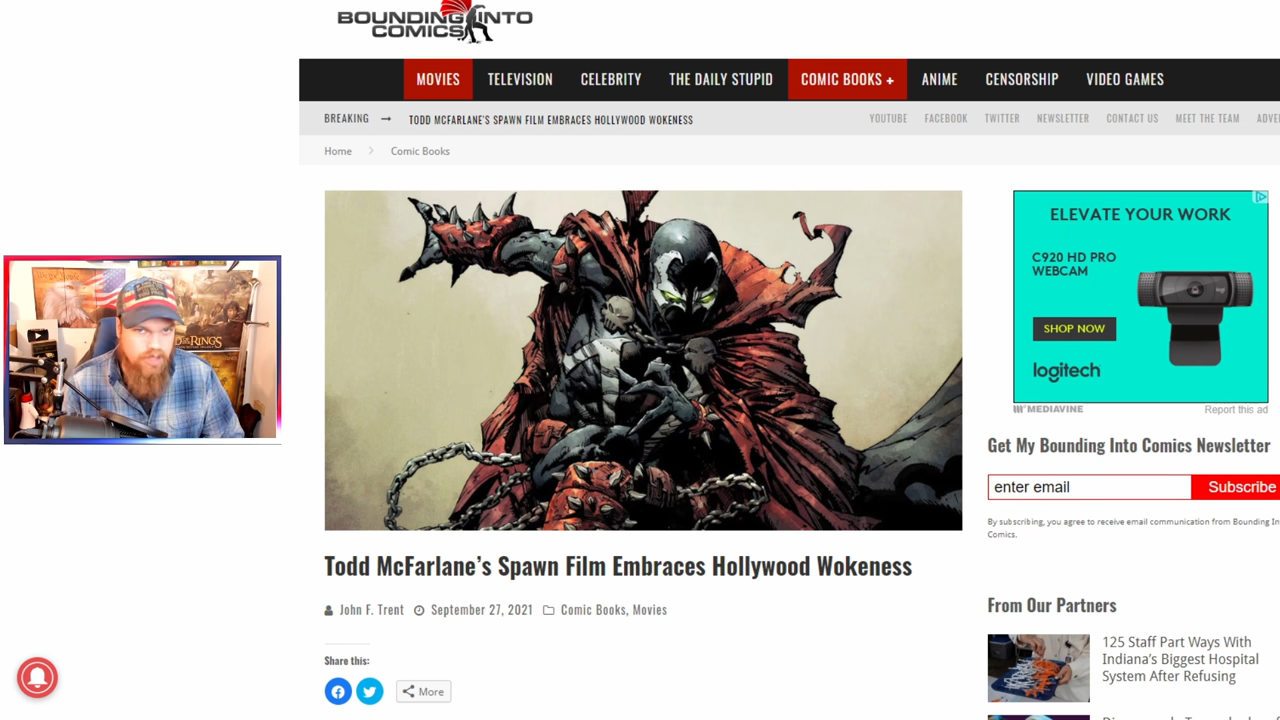 BOUNDING INTO
COMICS
MOVIES TELEVISION CELEBRITY THE DAILY STUPID COMIC BOOKS + ANIME CENSORSHIP VIDEO GAMES
BREAKING → TODD MCFARLANE'S SPAWN FILM EMBRACES HOLLYWOOD WOKENESS YOUTUBE FACEBOOK TWITTER NEWSLETTER CONTACT US MEET THE TEAM
Home > Comic Books
ELEVATE YOUR WORK
C920 HD PRO
WEBCAM
SHOP NOW
logitech
MEDIAVINE Report this ad
Get My Bounding Into Comics Newsletter
enter email Subscribe
By subscribing, you agree to receive email communication from Bounding In
Comics.
Todd McFarlane's Spawn Film Embraces Hollywood Wokeness
John F. Trent September 27, 2021 Comic Books, Movies
Share this:
More
From Our Partners
125 Staff Part Ways With
Indiana's Biggest Hospital
System After Refusing